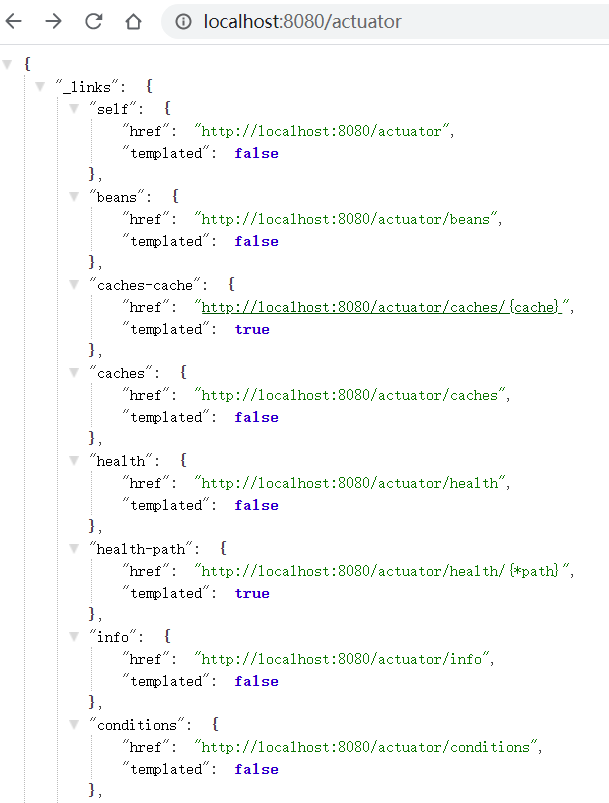 localhost:8080/actuator
{
"_links": {
"self": {
"href": "http://localhost:8080/actuator",
"templated": false
},
"beans": {
"href": "http://localhost:8080/actuator/beans",
"templated": false
},
"caches-cache": {
"href": "http://localhost:8080/actuator/caches/{cache}",
"templated": true
},
"caches": {
"href": "http://localhost:8080/actuator/caches",
"templated": false
},
"health": {
"href": "http://localhost:8080/actuator/health",
"templated": false
},
"health-path": {
"href": "http://localhost:8080/actuator/health/{*path}",
"templated": true
},
"info": {
"href": "http://localhost:8080/actuator/info",
"templated": false
},
"conditions": {
"href": "http://localhost:8080/actuator/conditions",
"templated": false
},